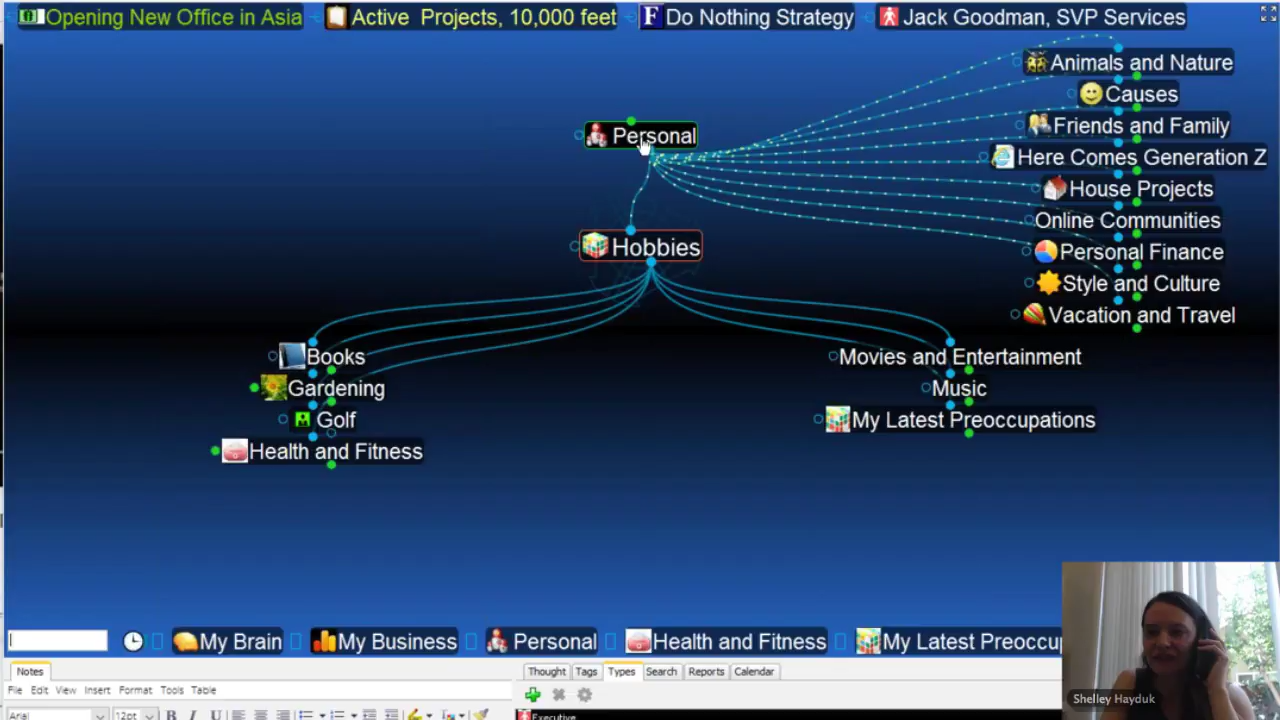 Opening New Office in Asia
Active Projects, 10,000 feet
F Do Nothing Strategy
Jack Goodman, SVP Services
Animals and Nature
Causes
Personal
Friends and Family
Here Comes Generation Z
House Projects
Online Communities
Hobbies
Personal Finance
Style and Culture
Vacation and Travel
Books
Movies and Entertainment
Gardening
Music
Golf
My Latest Preoccupations
Health and Fitness
My Brain
My Business
Personal
Health and Fitness
My Latest Preoccup
Notes
Thought Tags Types Search Reports Calendar
File Edit View Insert Format Tools Table
Shelley Hayduk
Arial 12pt B I U
Executive